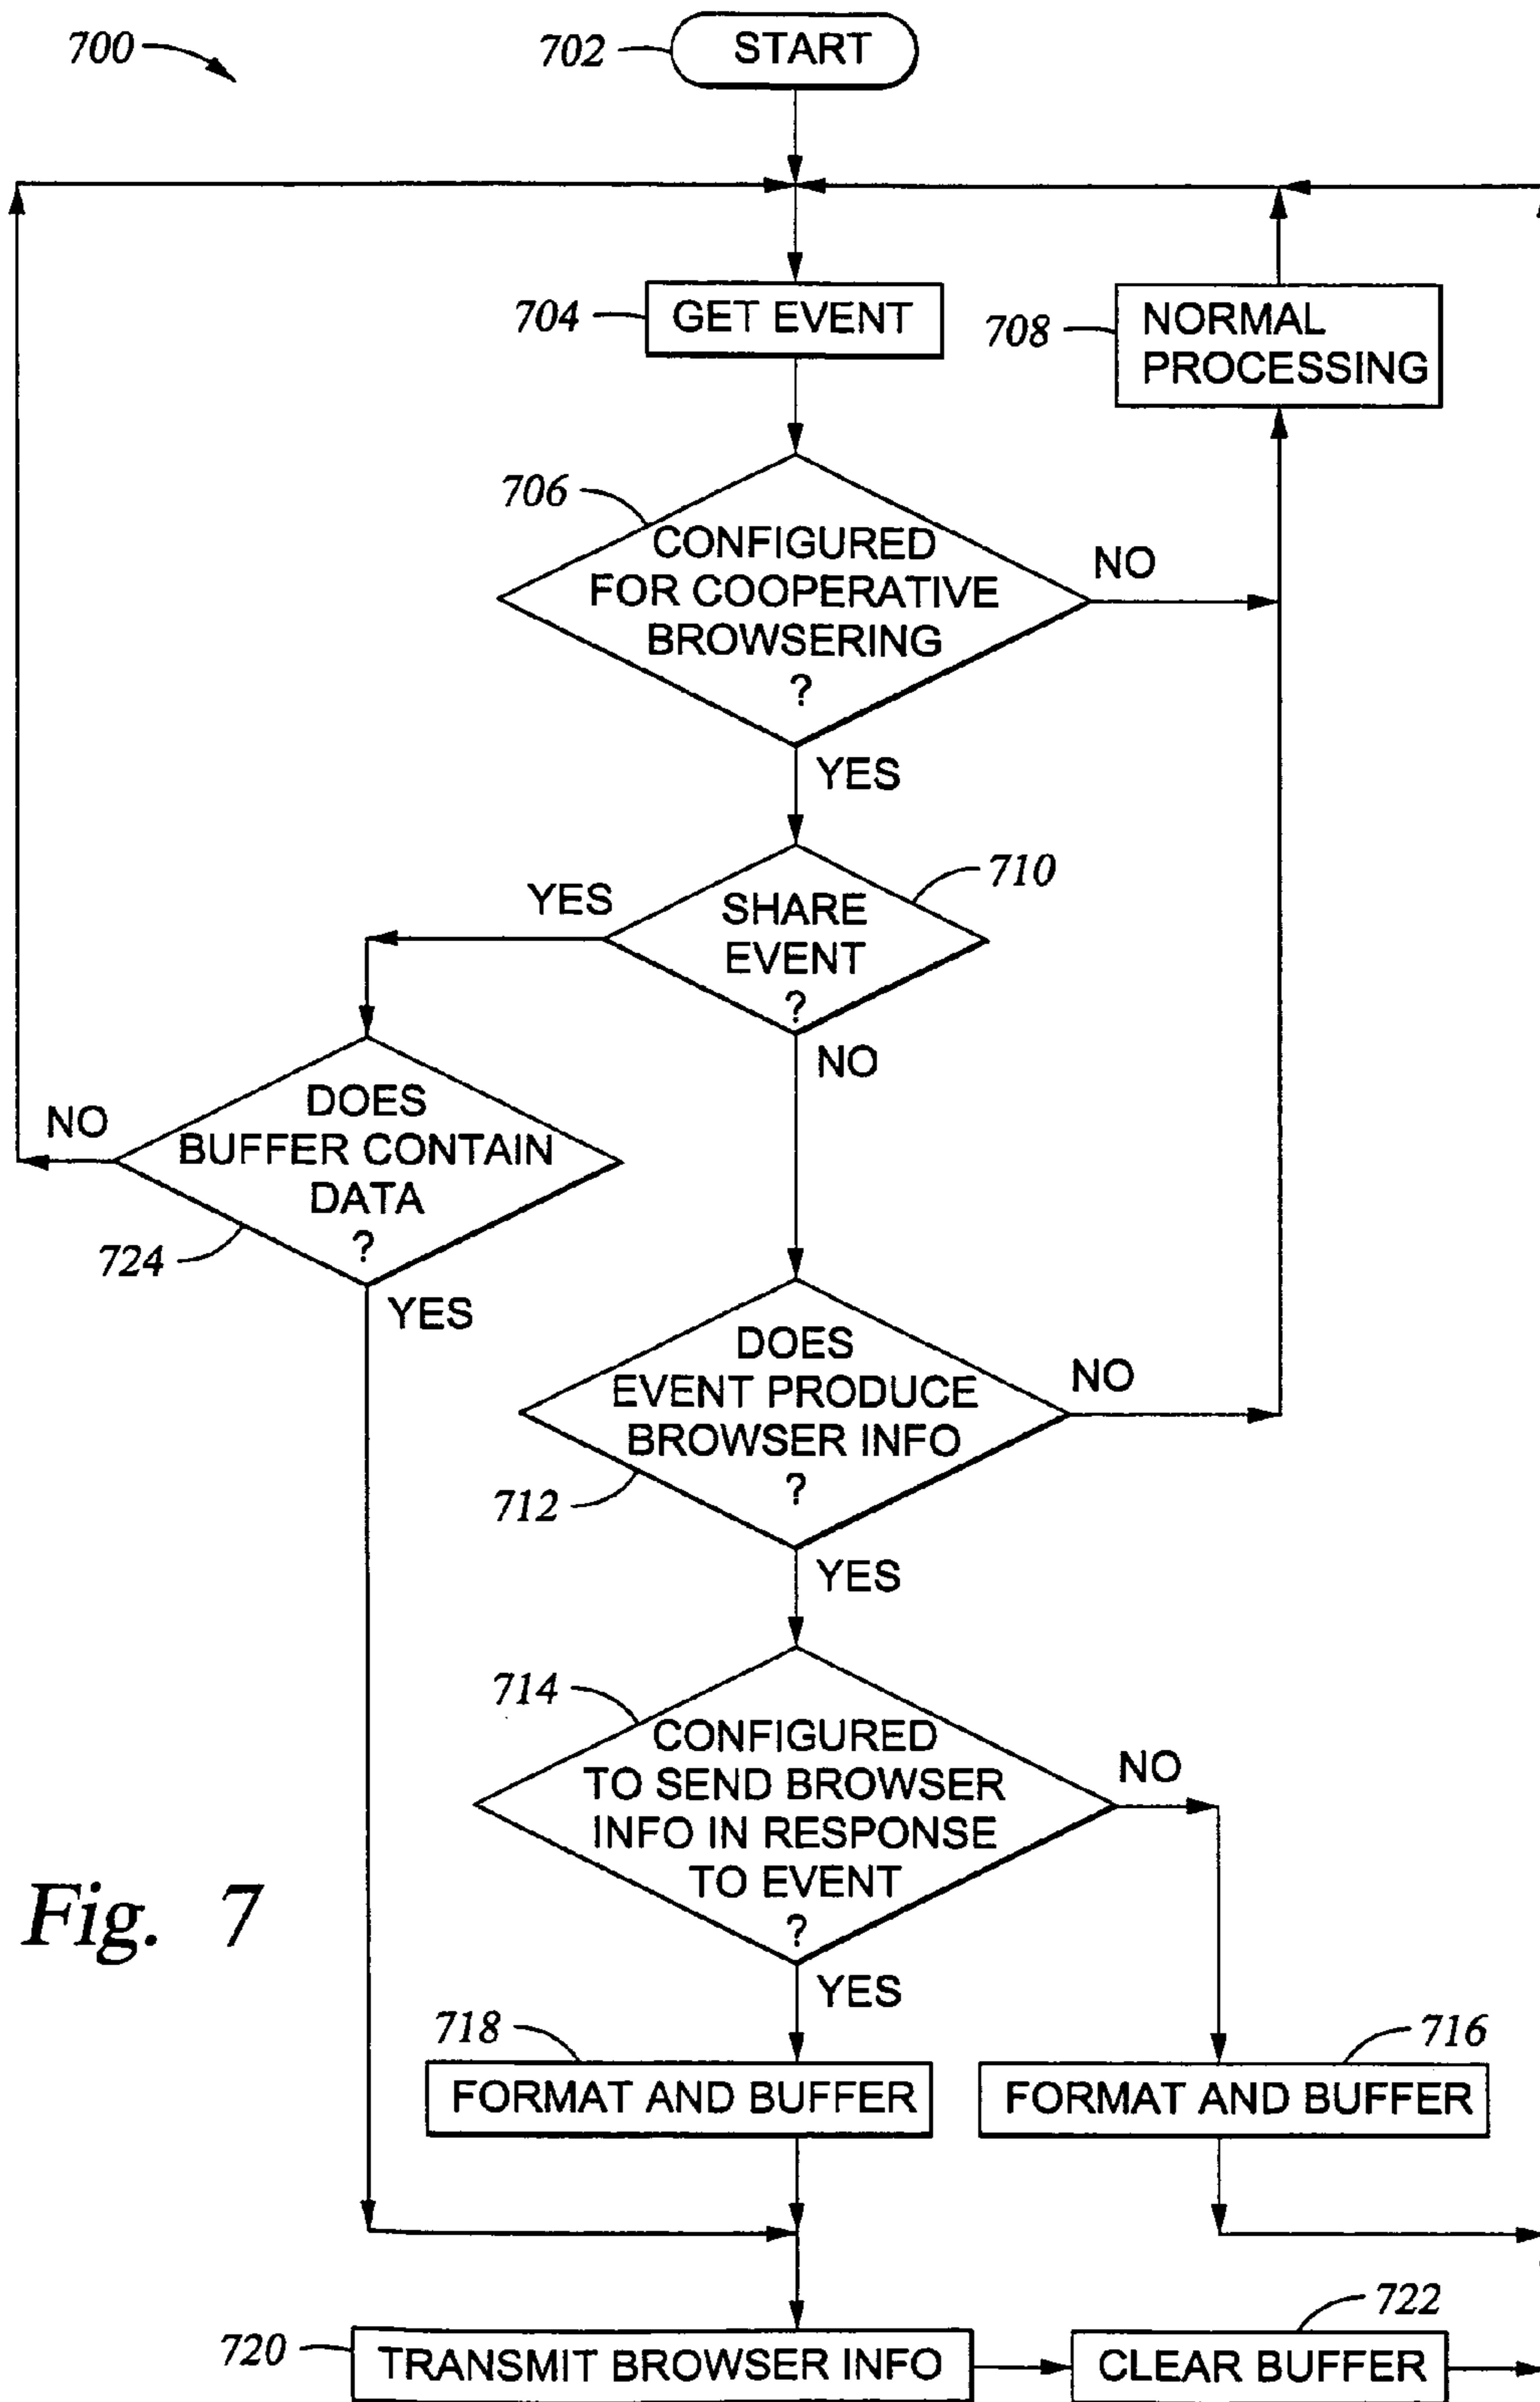 700
702
START
704
GET EVENT
708
NORMAL
PROCESSING
706
CONFIGURED
FOR COOPERATIVE
BROWSERING
?
NO
YES
710
SHARE
EVENT
?
YES
NO
DOES
BUFFER CONTAIN
DATA
?
NO
724
YES
DOES
EVENT PRODUCE
BROWSER INFO
?
NO
712
YES
714
CONFIGURED
TO SEND BROWSER
INFO IN RESPONSE
TO EVENT
?
NO
YES
Fig. 7
718
FORMAT AND BUFFER
716
FORMAT AND BUFFER
720
TRANSMIT BROWSER INFO
722
CLEAR BUFFER